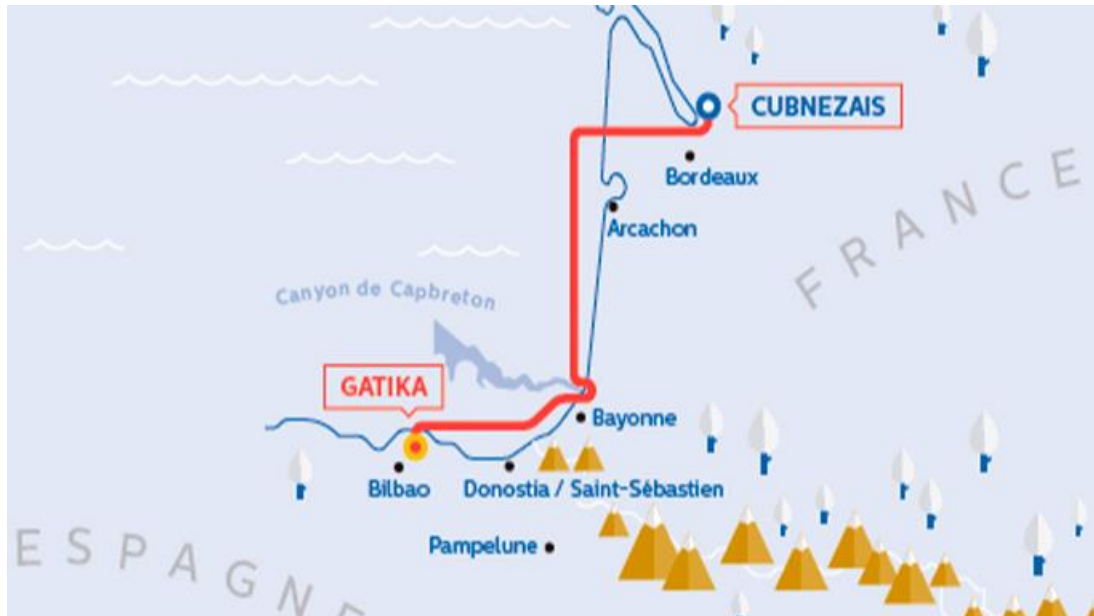 CUBNEZAIS
Bordeaux
FRANCE
Arcachon
Canyon de Capbreton
GATIKA
Bayonne
Bilbao
Donostia / Saint-Sébastien
Pampelune
ESPAGNE